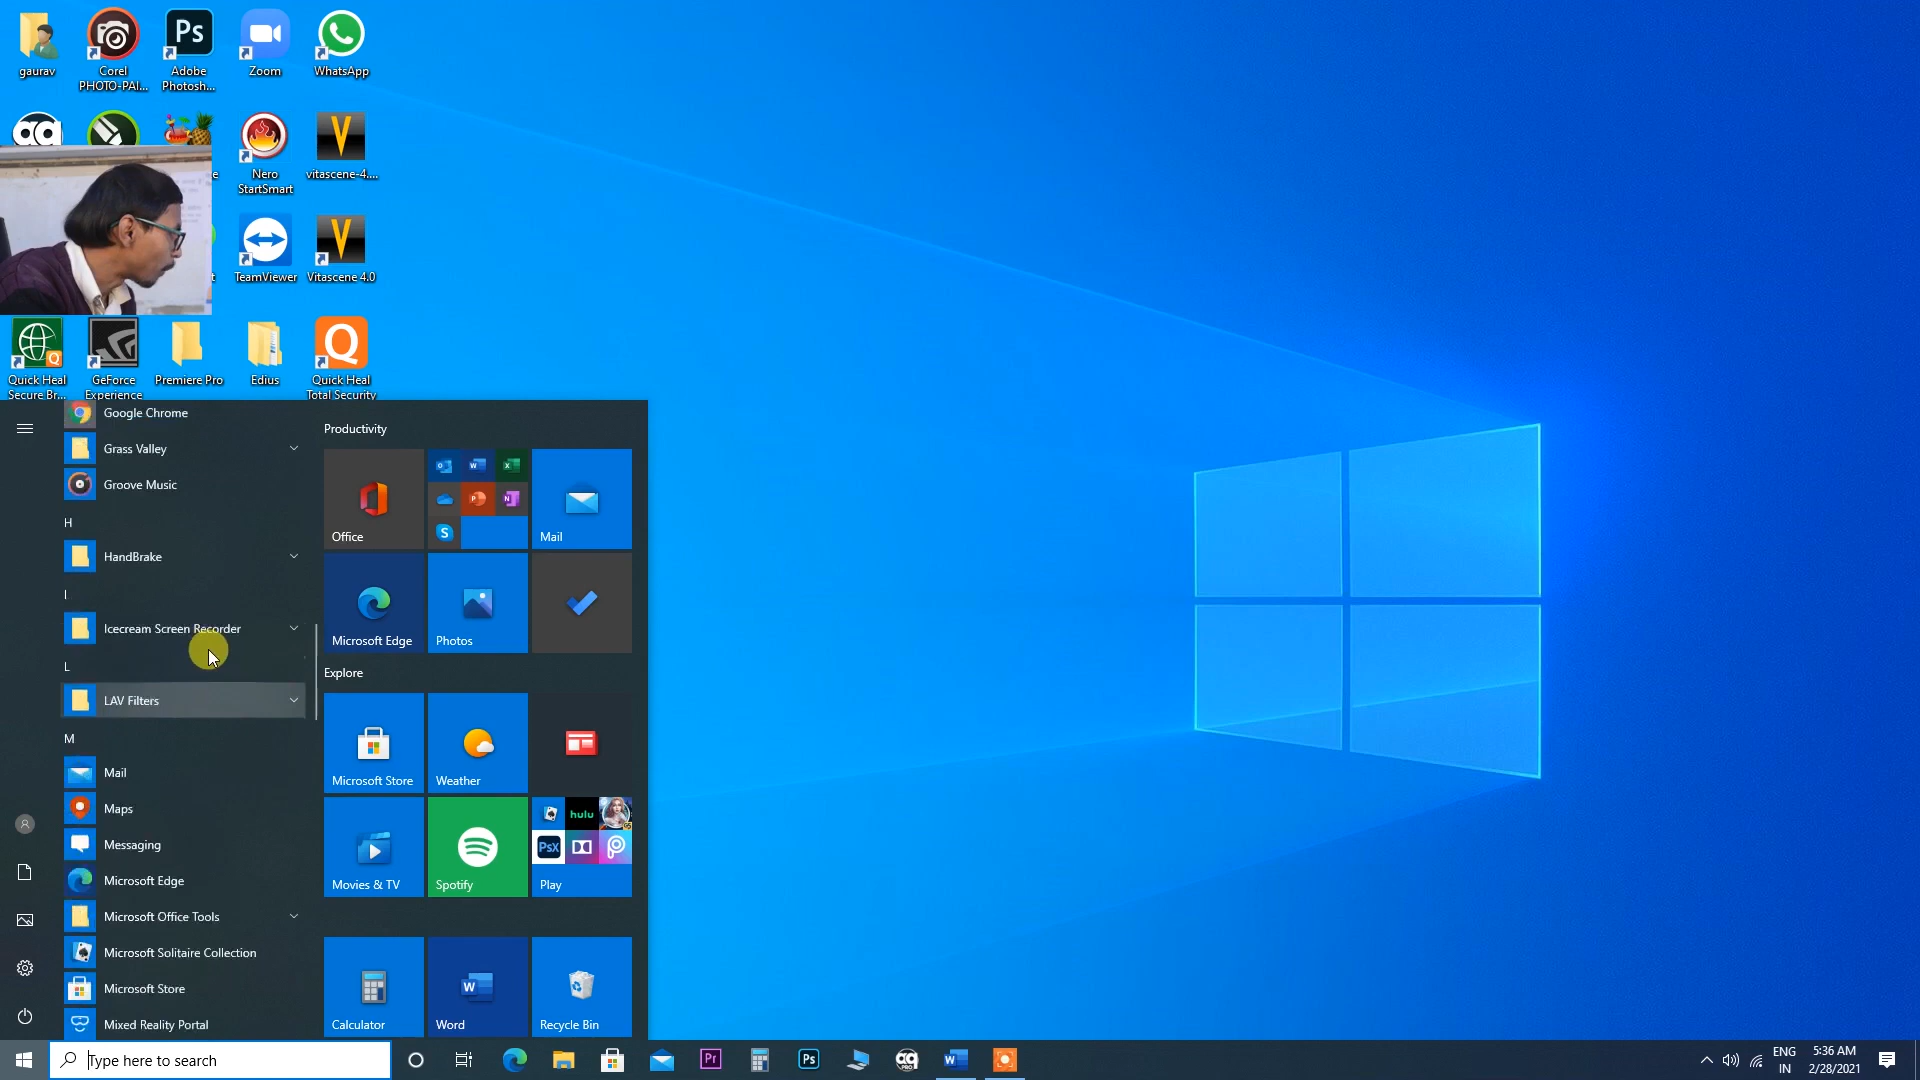 gaurav
Corel
PHOTO-PAI...
Adobe
Photosh...
Zoom
WhatsApp
Ps
Nero
StartSmart
vitascene-4....
TeamViewer
Vitascene 4.0
Quick Heal
Secure Br...
GeForce
Experience
Premiere Pro
Edius
Quick Heal
Total Security
Google Chrome
Grass Valley
Groove Music
H
HandBrake
I
Icecream Screen Recorder
L
LAV Filters
M
Mail
Maps
Messaging
Microsoft Edge
Microsoft Office Tools
Microsoft Solitaire Collection
Microsoft Store
Mixed Reality Portal
Productivity
Office
Mail
Microsoft Edge
Photos
Explore
Microsoft Store
Weather
Movies & TV
Spotify
hulu
PsX
Play
Calculator
Word
Recycle Bin
Type here to search
Pr
Ps
ENG
IN
5:36 AM
2/28/2021